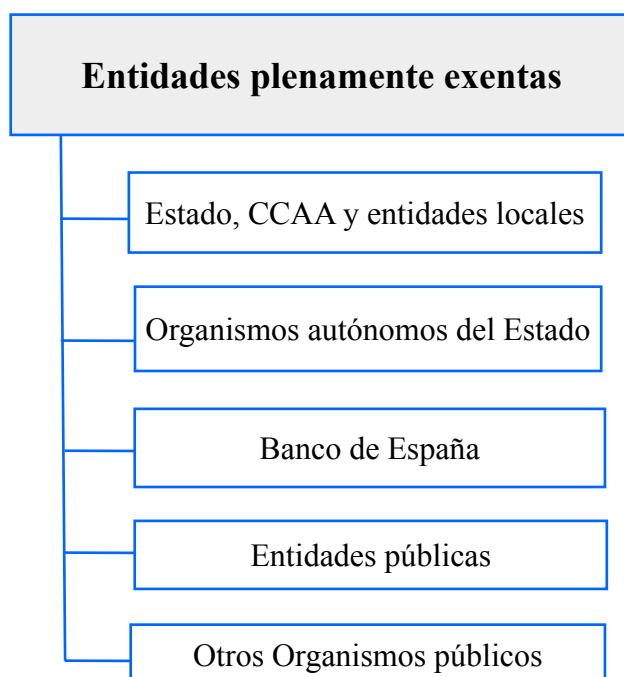 Entidades plenamente exentas
Estado, CCAA y entidades locales
Organismos autónomos del Estado
Banco de España
Entidades públicas
Otros Organismos públicos